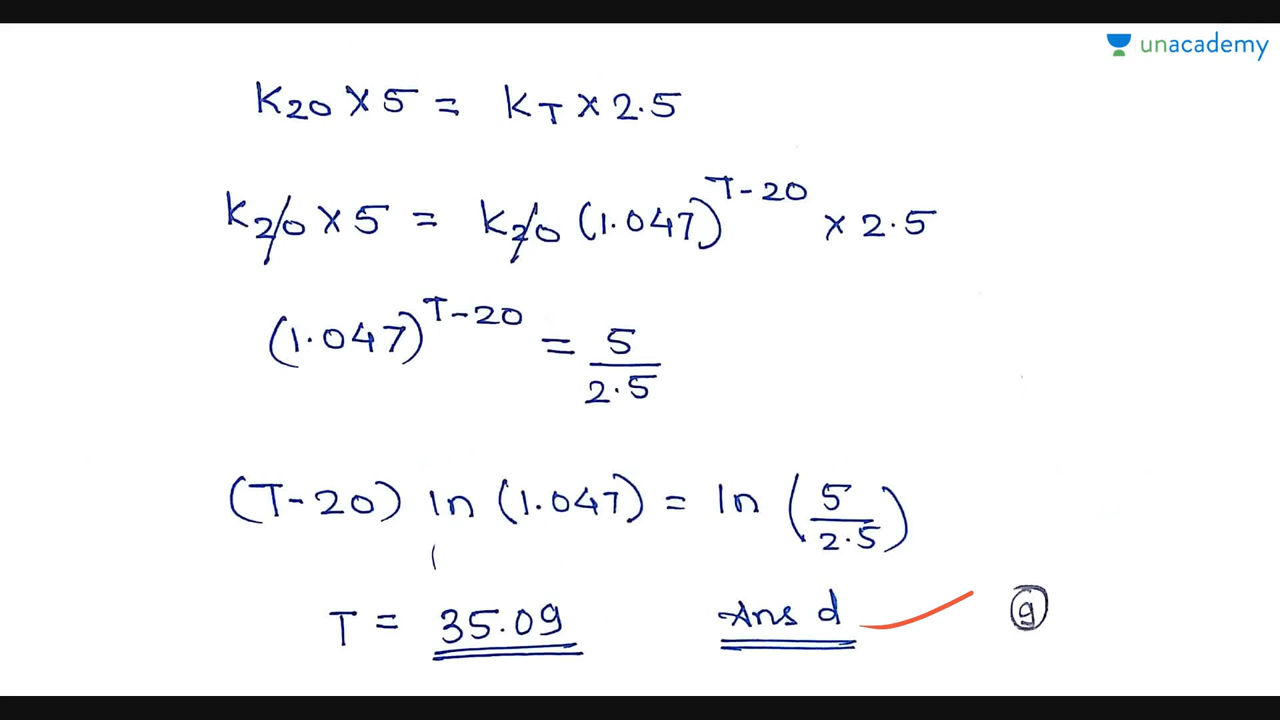 unacademy
K₂₀ × 5 = K_T × 2.5
K₂₀ × 5 = K₂₀ (1.047)^(T-20) × 2.5
(1.047)^(T-20) = 5/2.5
(T-20) ln (1.047) = ln (5/2.5)
T = 35.09 Ans d 9